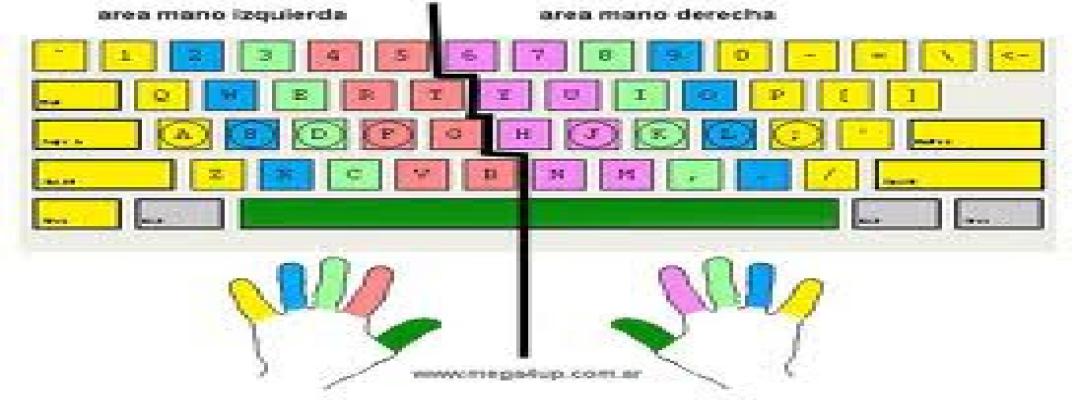 area mano izquierda area mano derecha
1 2 3 4 5 6 7 8 9 0 - = \ <-
Q W E R T Y U I O P [ ]
A S D F G H J K L ; '
Z X C V B N M , . /
www.mega4up.com.ar